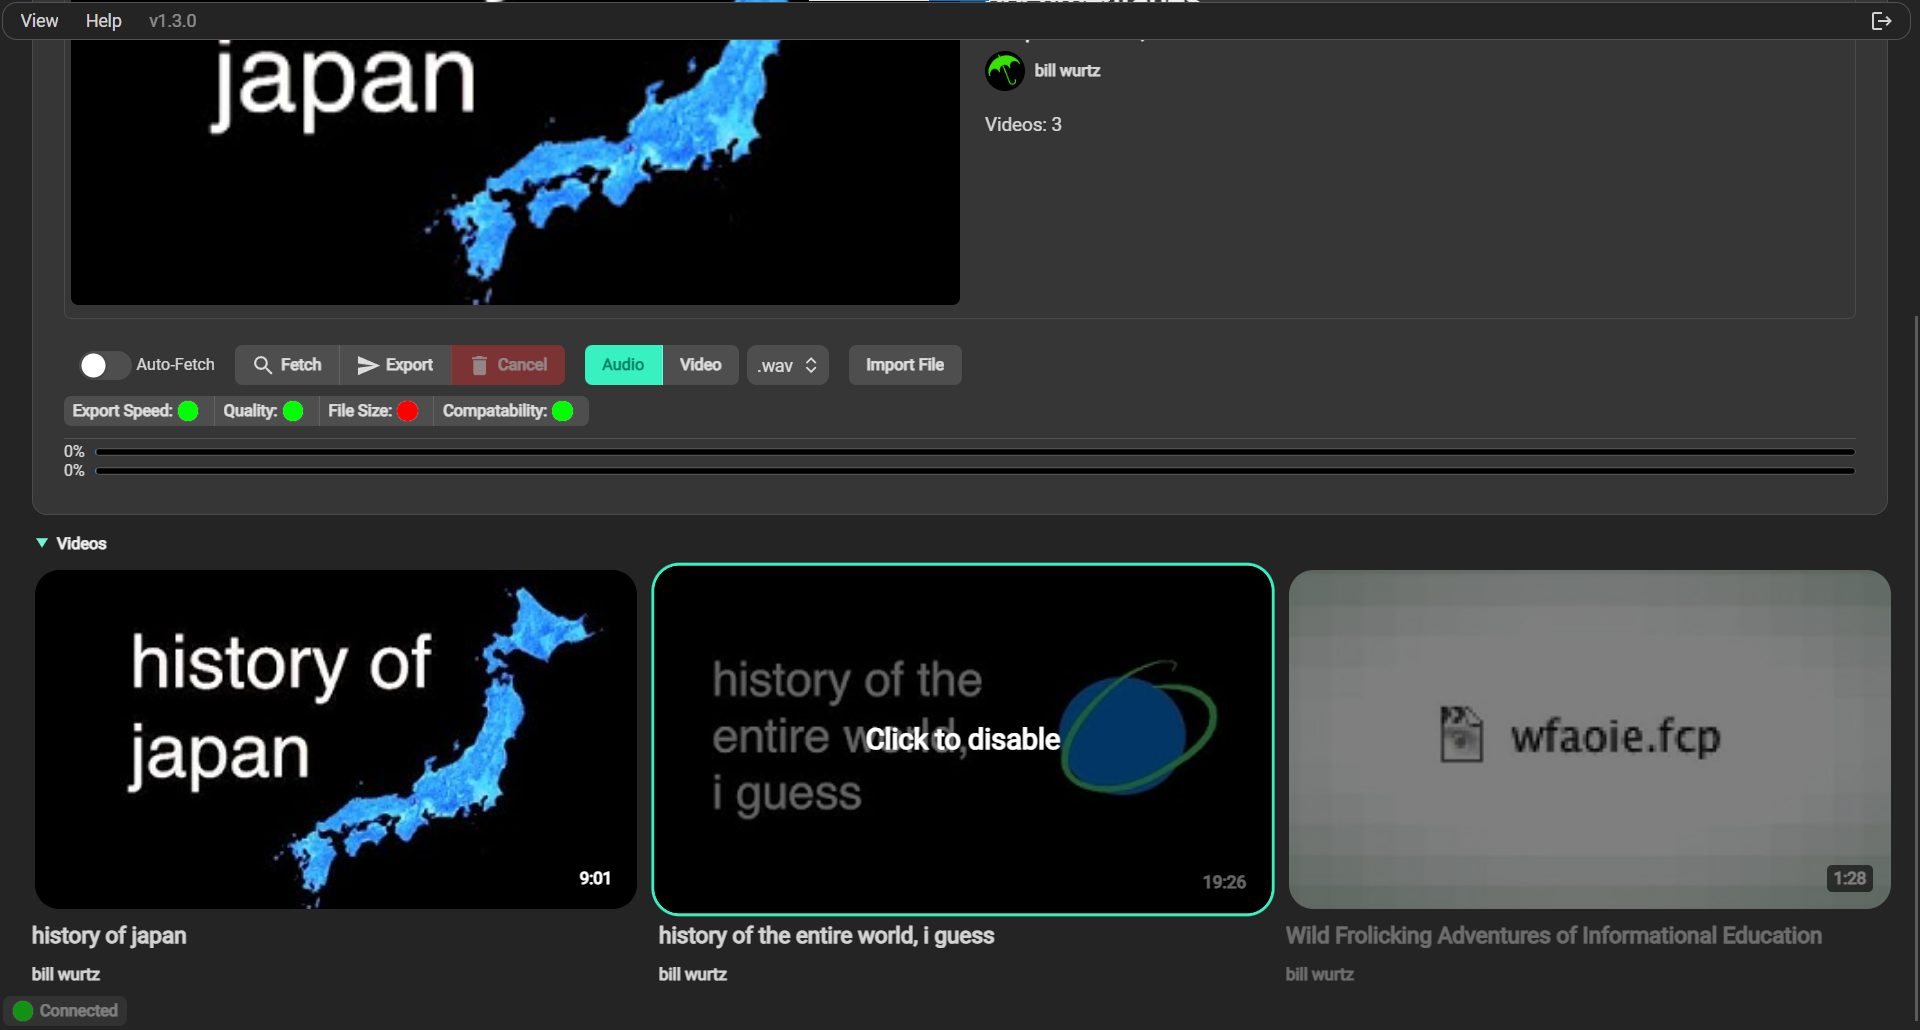 View Help v1.3.0
japan
bill wurtz
Videos: 3
Auto-Fetch Fetch Export Cancel Audio Video .wav Import File
Export Speed: Quality: File Size: Compatability:
0%
0%
Videos
history of
japan
9:01
history of the
entire world,
i guess
Click to disable
19:26
wfaoie.fcp
1:28
history of japan
bill wurtz
history of the entire world, i guess
bill wurtz
Wild Frolicking Adventures of Informational Education
bill wurtz
Connected